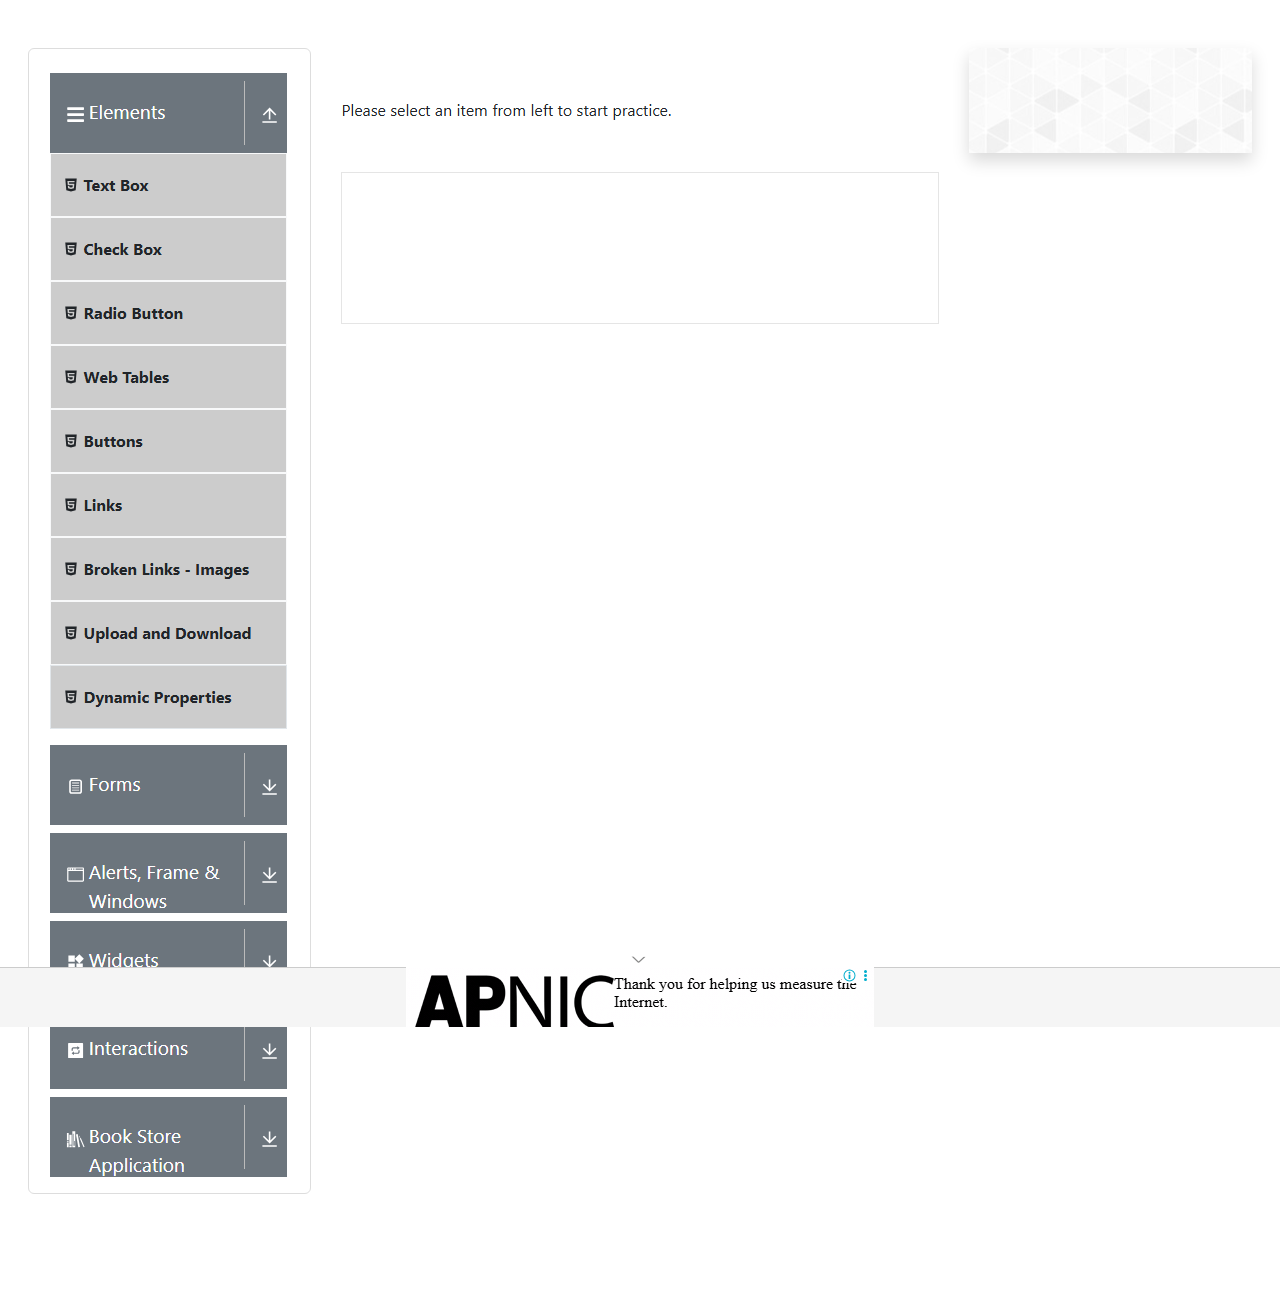 Elements
Text Box
Check Box
Radio Button
Web Tables
Buttons
Links
Broken Links - Images
Upload and Download
Dynamic Properties
Forms
Alerts, Frame &
Windows
Widgets
Interactions
Book Store
Application
Please select an item from left to start practice.
APNIC
Thank you for helping us measure the
Internet.